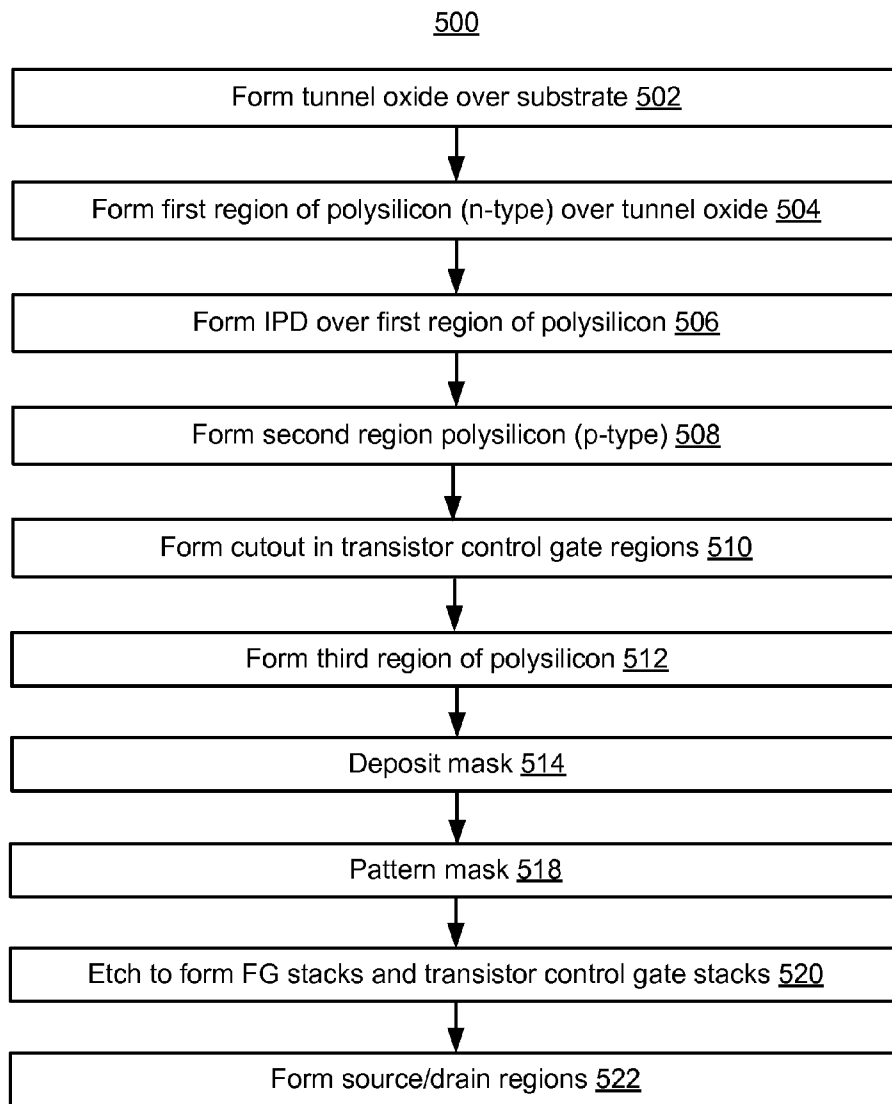 500
Form tunnel oxide over substrate 502
Form first region of polysilicon (n-type) over tunnel oxide 504
Form IPD over first region of polysilicon 506
Form second region polysilicon (p-type) 508
Form cutout in transistor control gate regions 510
Form third region of polysilicon 512
Deposit mask 514
Pattern mask 518
Etch to form FG stacks and transistor control gate stacks 520
Form source/drain regions 522